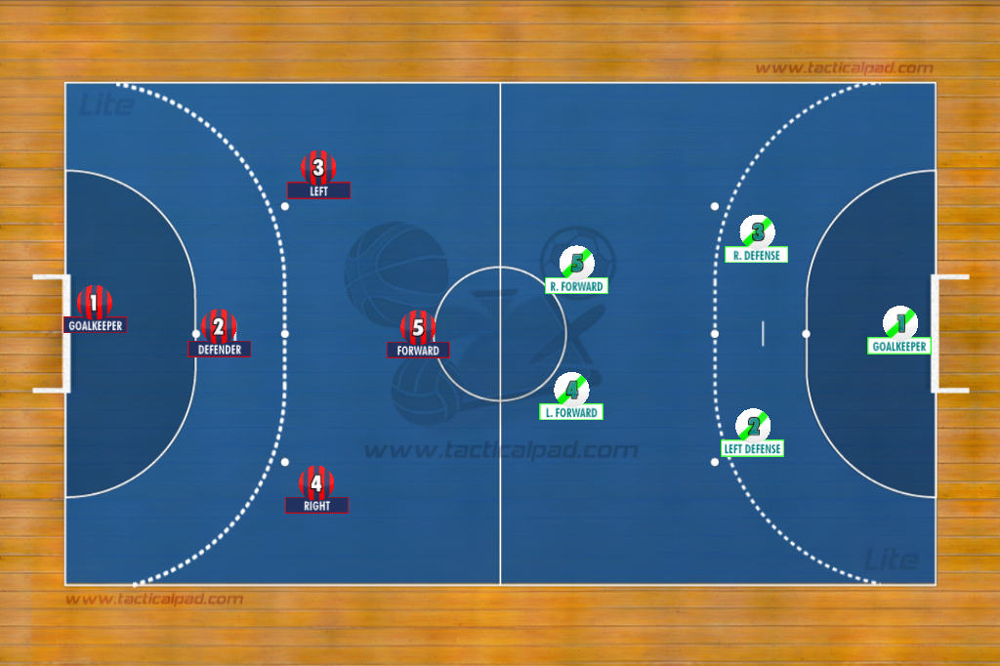 www.tacticalpad.com
Lite
3
LEFT
3
R. DEFENSE
5
R. FORWARD
1
GOALKEEPER
2
DEFENDER
5
FORWARD
1
GOALKEEPER
4
L. FORWARD
2
LEFT DEFENSE
www.tacticalpad.com
4
RIGHT
Lite
www.tacticalpad.com